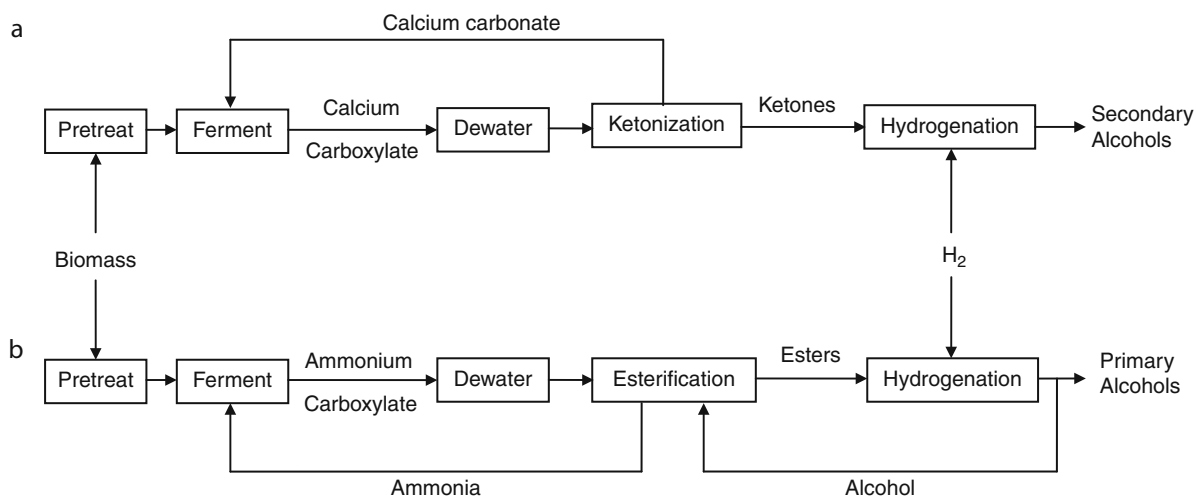 a
Calcium carbonate
Pretreat
Ferment
Calcium
Carboxylate
Dewater
Ketonization
Ketones
Hydrogenation
Secondary
Alcohols
Biomass
H₂
b
Pretreat
Ferment
Ammonium
Carboxylate
Dewater
Esterification
Esters
Hydrogenation
Primary
Alcohols
Ammonia
Alcohol